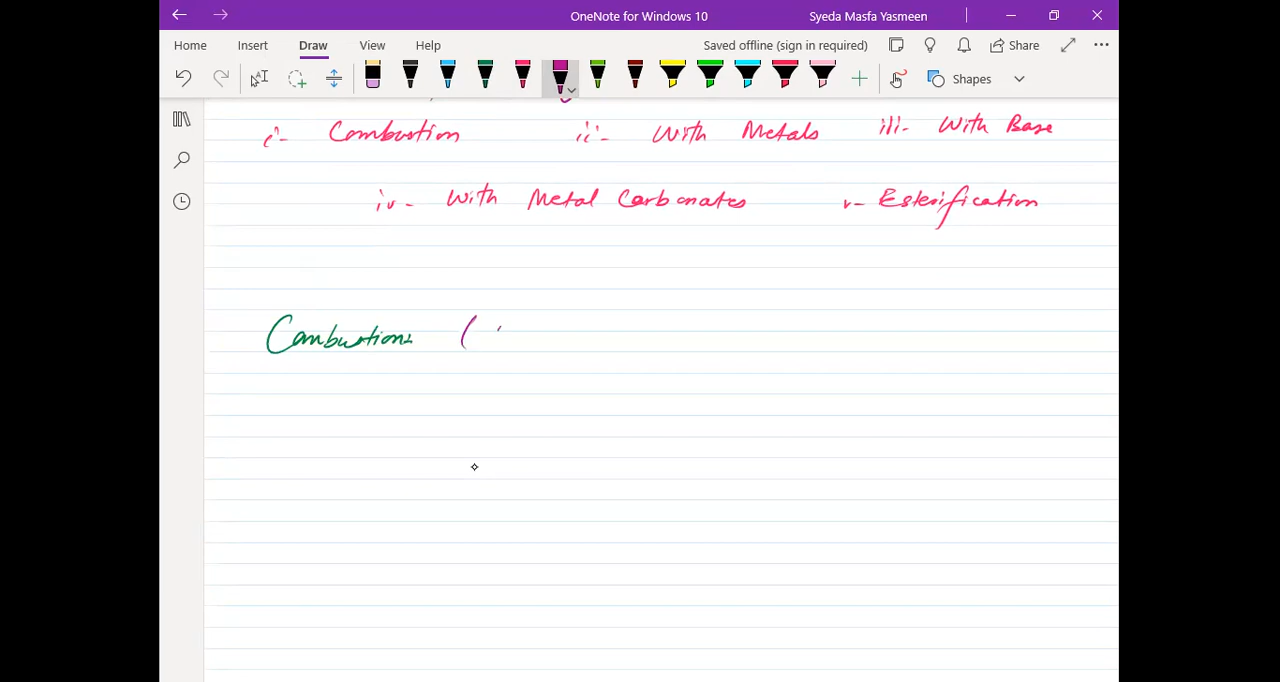 OneNote for Windows 10 Syeda Masfa Yasmeen
Home Insert Draw View Help Saved offline (sign in required) Share
Shapes
i- Combustion ii- With Metals iii- With Base
iv- With Metal Carbonates v- Esterification
Combustion: (